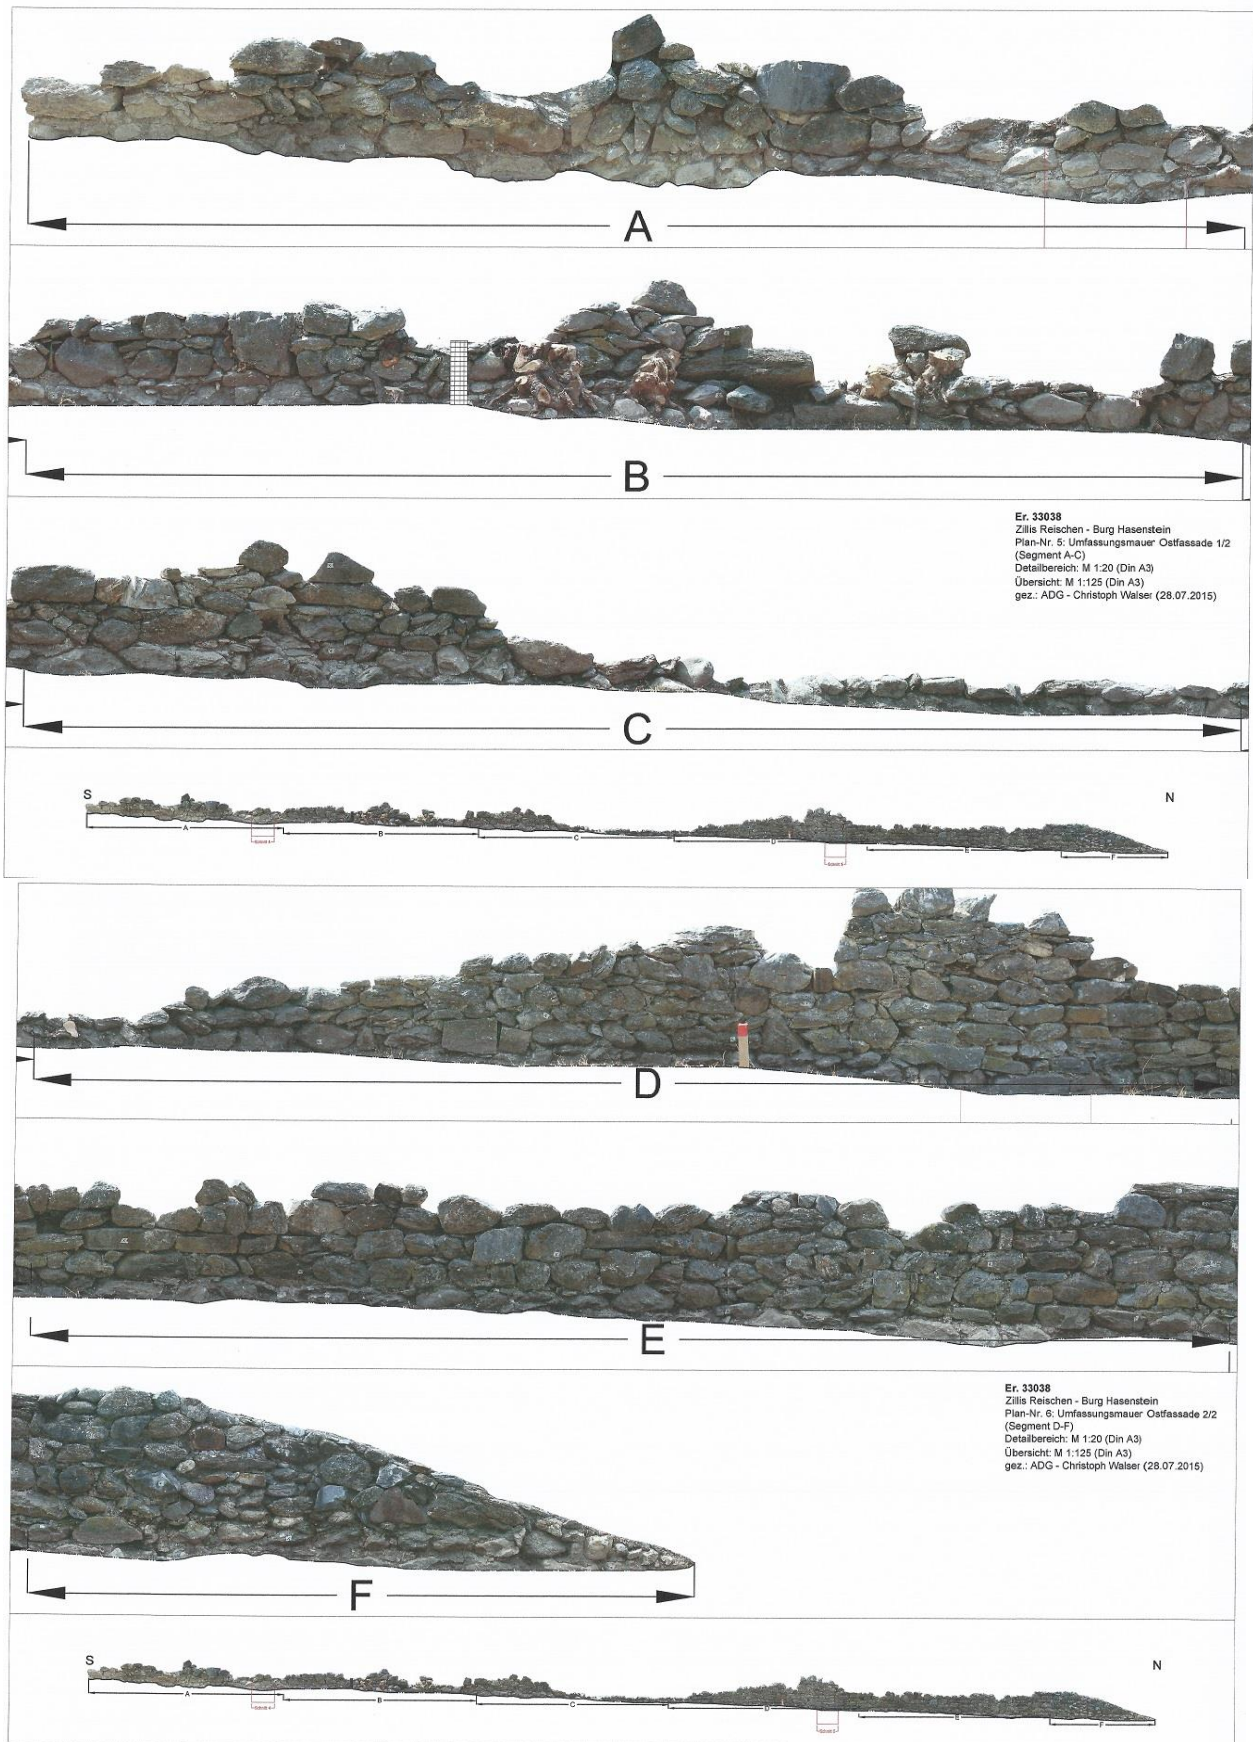 A
B
Er. 33038
Zillis Reischen - Burg Hasenstein
Plan-Nr. 5: Umfassungsmauer Ostfassade 1/2
(Segment A-C)
Detailbereich: M 1:20 (Din A3)
Übersicht: M 1:125 (Din A3)
gez.: ADG - Christoph Walser (28.07.2015)
C
S
N
A
B
C
D
E
F
D
E
Er. 33038
Zillis Reischen - Burg Hasenstein
Plan-Nr. 6: Umfassungsmauer Ostfassade 2/2
(Segment D-F)
Detailbereich: M 1:20 (Din A3)
Übersicht: M 1:125 (Din A3)
gez.: ADG - Christoph Walser (28.07.2015)
F
S
N
A
B
C
D
E
F